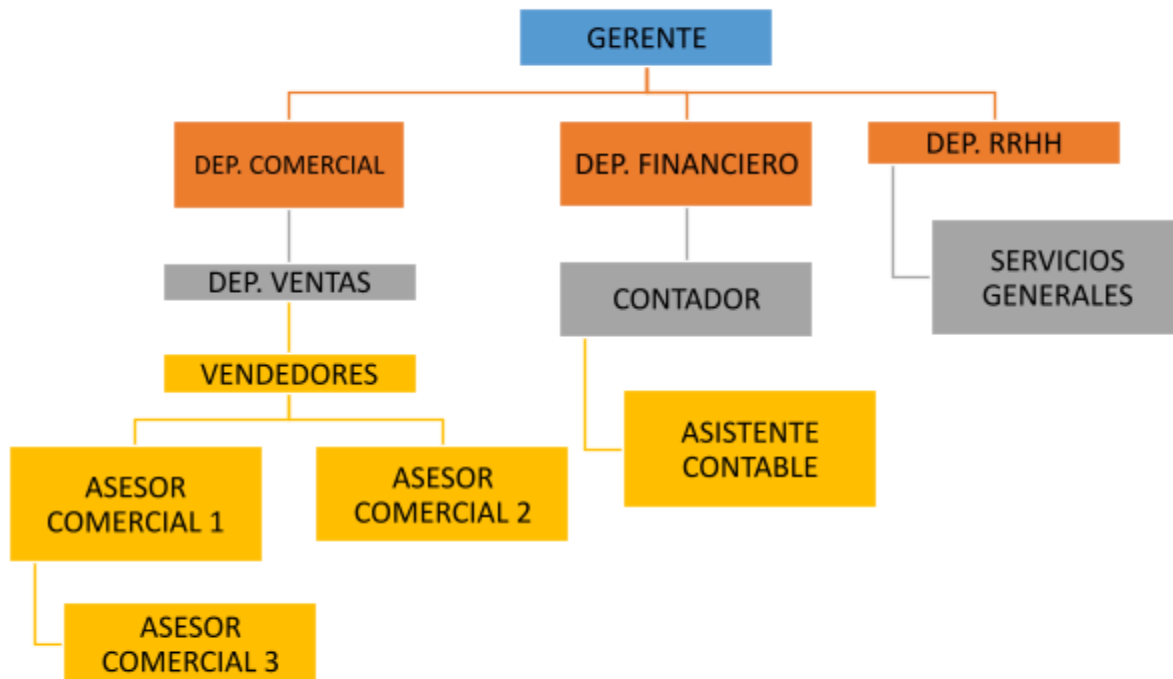 GERENTE
DEP. COMERCIAL
DEP. FINANCIERO
DEP. RRHH
DEP. VENTAS
CONTADOR
SERVICIOS
GENERALES
VENDEDORES
ASESOR
COMERCIAL 1
ASESOR
COMERCIAL 2
ASISTENTE
CONTABLE
ASESOR
COMERCIAL 3